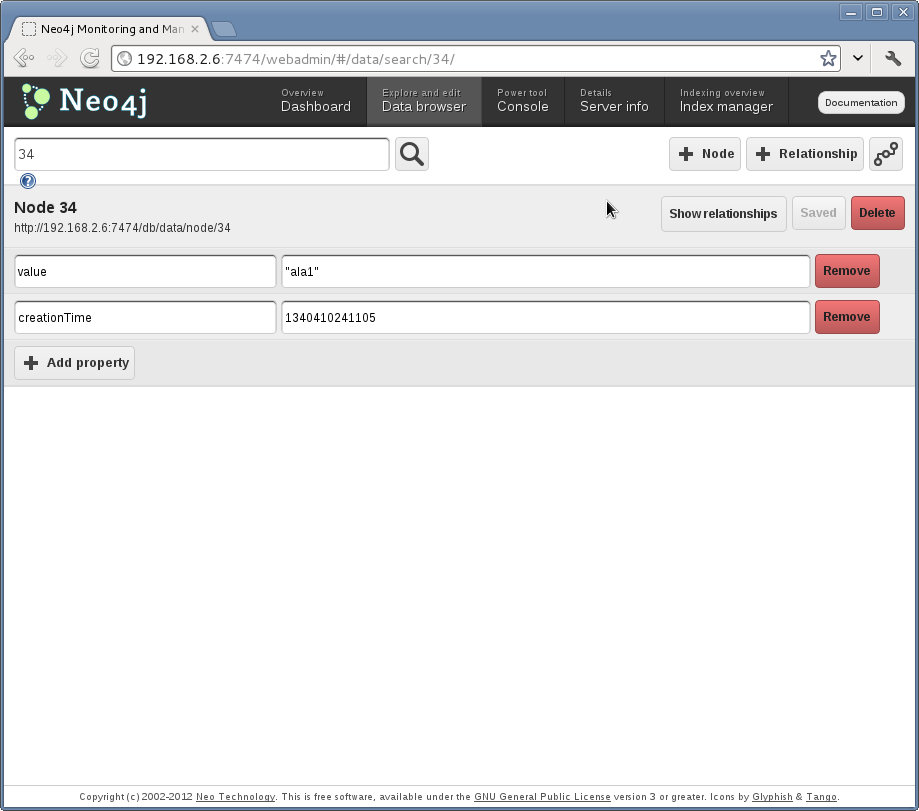 Neo4j Monitoring and Man
192.168.2.6:7474/webadmin/#/data/search/34/
Neo4j
Overview
Dashboard
Explore and edit
Data browser
Power tool
Console
Details
Server info
Indexing overview
Index manager
Documentation
34
Node
Relationship
?
Node 34
http://192.168.2.6:7474/db/data/node/34
Show relationships
Saved
Delete
value
"ala1"
Remove
creationTime
1340410241105
Remove
Add property
Copyright (c) 2002-2012 Neo Technology. This is free software, available under the GNU General Public License version 3 or greater. Icons by Glyphish & Tango.